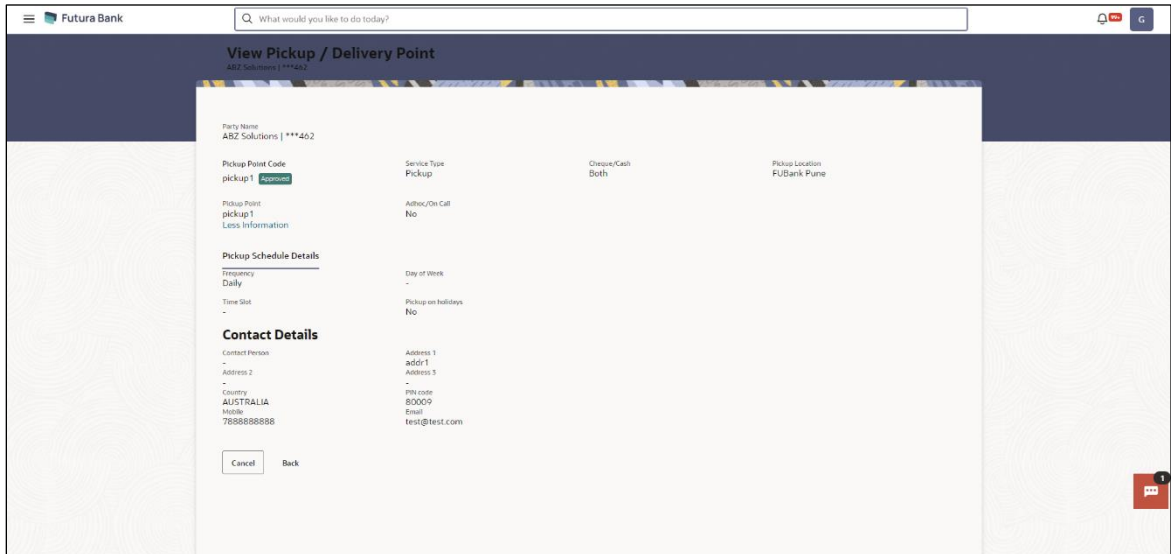 Futura Bank
What would you like to do today?
99+
G
View Pickup / Delivery Point
ABZ Solutions | ***462
Party Name
ABZ Solutions | ***462
Pickup Point Code Service Type Cheque/Cash Pickup Location
pickup1 Approved Pickup Both FUBank Pune
Pickup Point Adhoc/On Call
pickup1 No
Less Information
Pickup Schedule Details
Frequency Day of Week
Daily -
Time Slot Pickup on holidays
- No
Contact Details
Contact Person Address 1
- addr1
Address 2 Address 3
- -
Country PIN code
AUSTRALIA 80009
Mobile Email
7888888888 test@test.com
Cancel Back
1